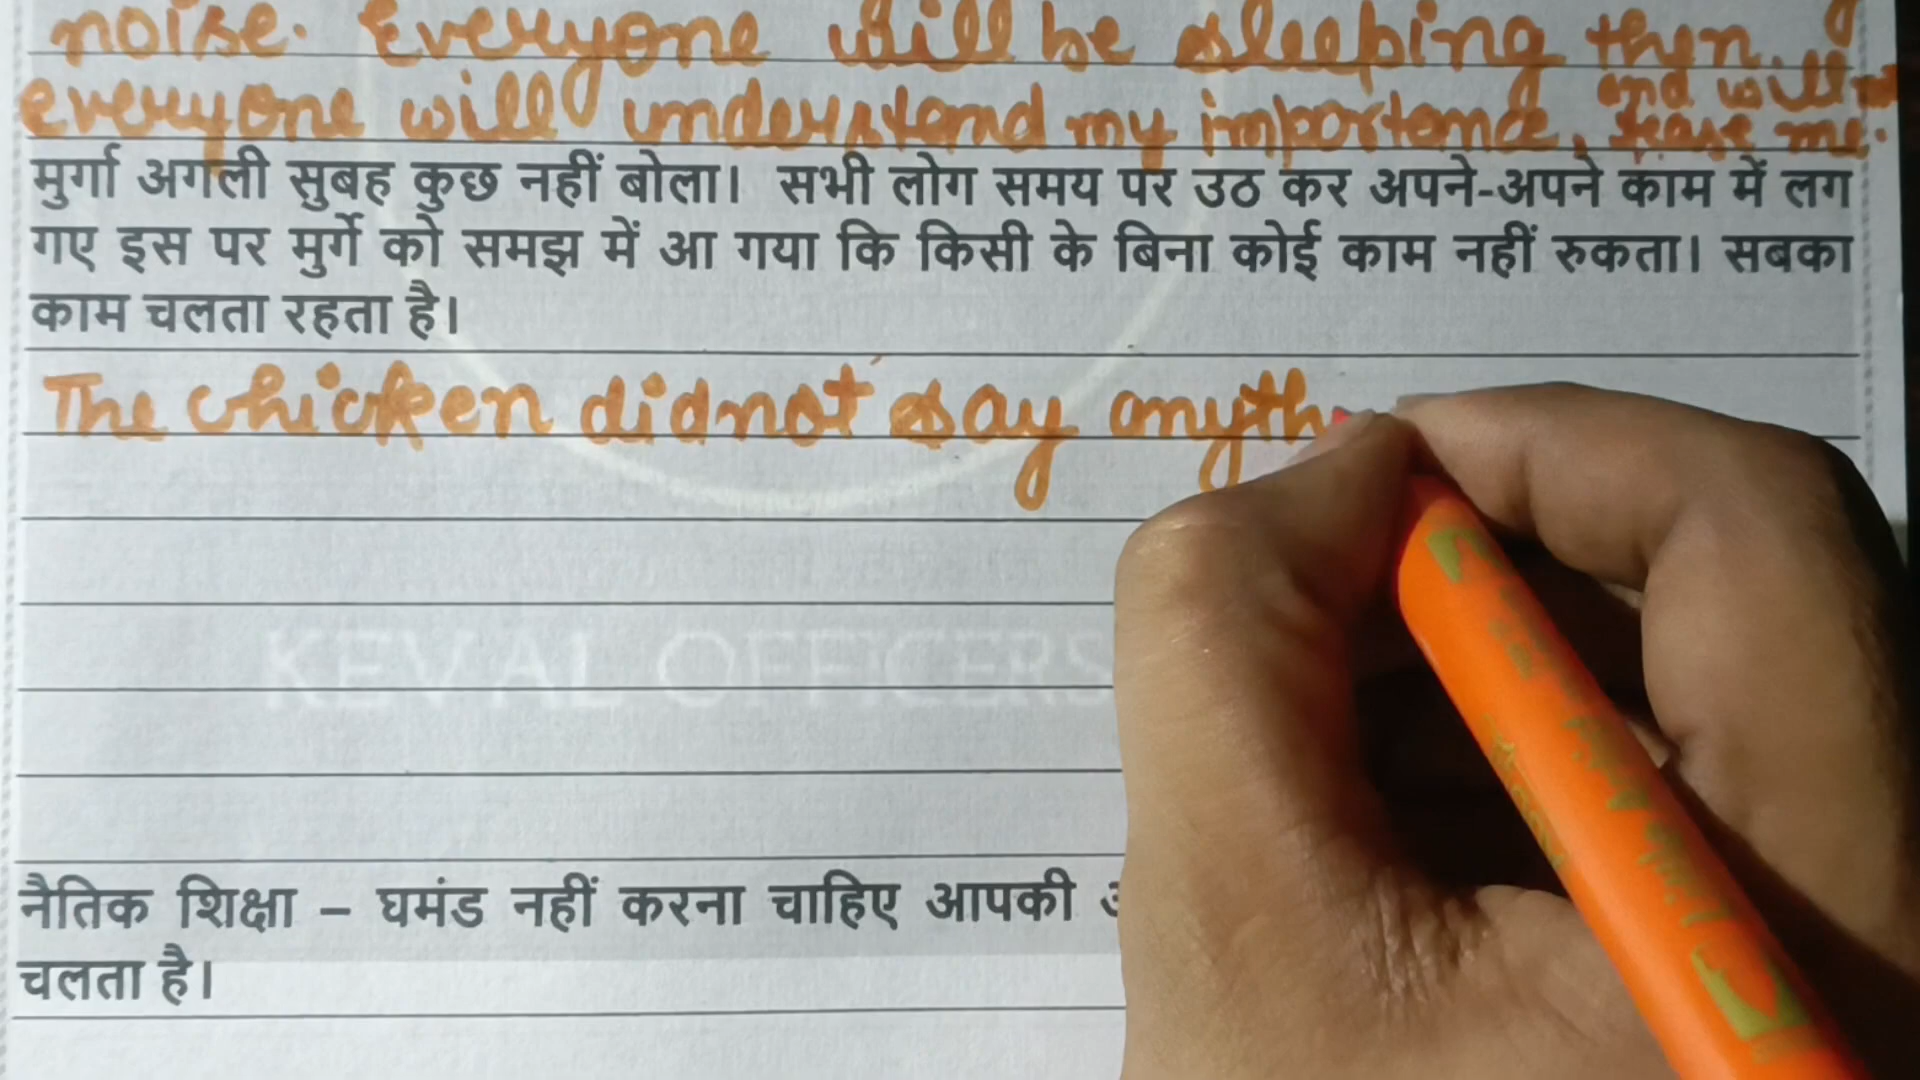 noise. Everyone will be sleeping then.
everyone will understand my importance. and will not
tease me.
मुर्गा अगली सुबह कुछ नहीं बोला। सभी लोग समय पर उठ कर अपने-अपने काम में लग
गए इस पर मुर्गे को समझ में आ गया कि किसी के बिना कोई काम नहीं रुकता। सबका
काम चलता रहता है।
The chicken didnot say anyth
KEVAL OFFICERS
नैतिक शिक्षा – घमंड नहीं करना चाहिए आपकी
चलता है।